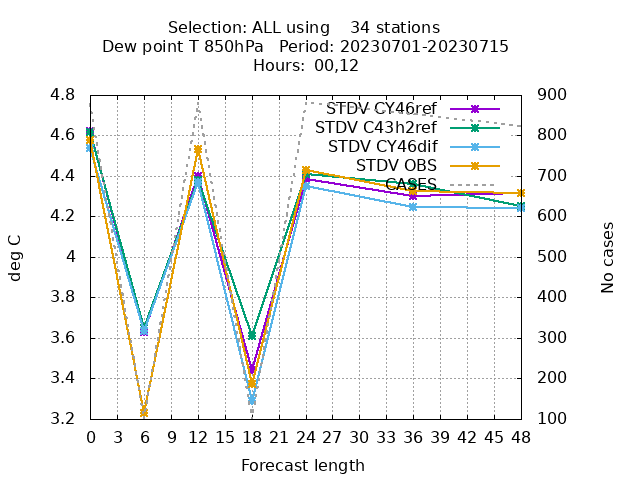 Selection: ALL using    34 stations
Dew point T 850hPa   Period: 20230701-20230715
Hours:  00,12
STDV CY46ref
STDV C43h2ref
STDV CY46dif
STDV OBS
CASES
4.8
4.6
4.4
4.2
4
3.8
3.6
3.4
3.2
900
800
700
600
500
400
300
200
100
deg C
No cases
0 3 6 9 12 15 18 21 24 27 30 33 36 39 42 45 48
Forecast length